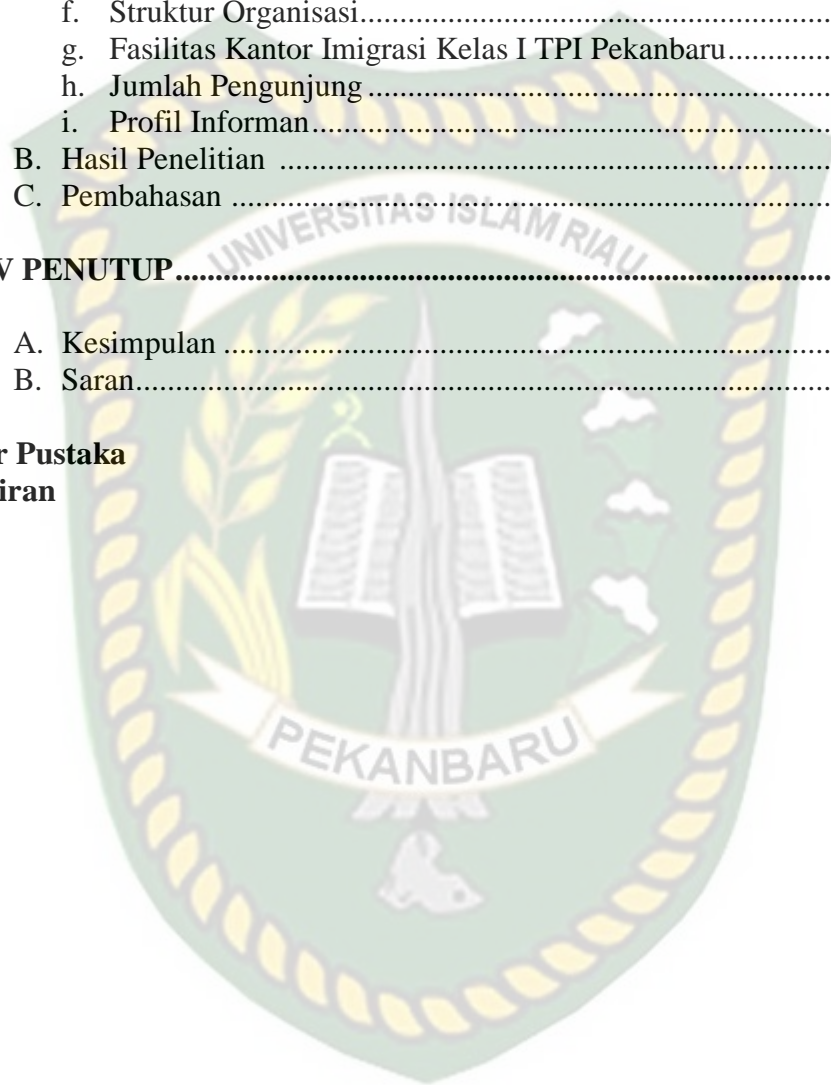 f. Struktur Organisasi.............................................................
g. Fasilitas Kantor Imigrasi Kelas I TPI Pekanbaru.............
h. Jumlah Pengunjung ............................................................
i. Profil Informan...................................................................
B. Hasil Penelitian .......................................................................
C. Pembahasan .............................................................................
UNIVERSITAS ISLAM RIAU
V PENUTUP..................................................................................
A. Kesimpulan ..............................................................................
B. Saran.........................................................................................
r Pustaka
iran
PEKANBARU